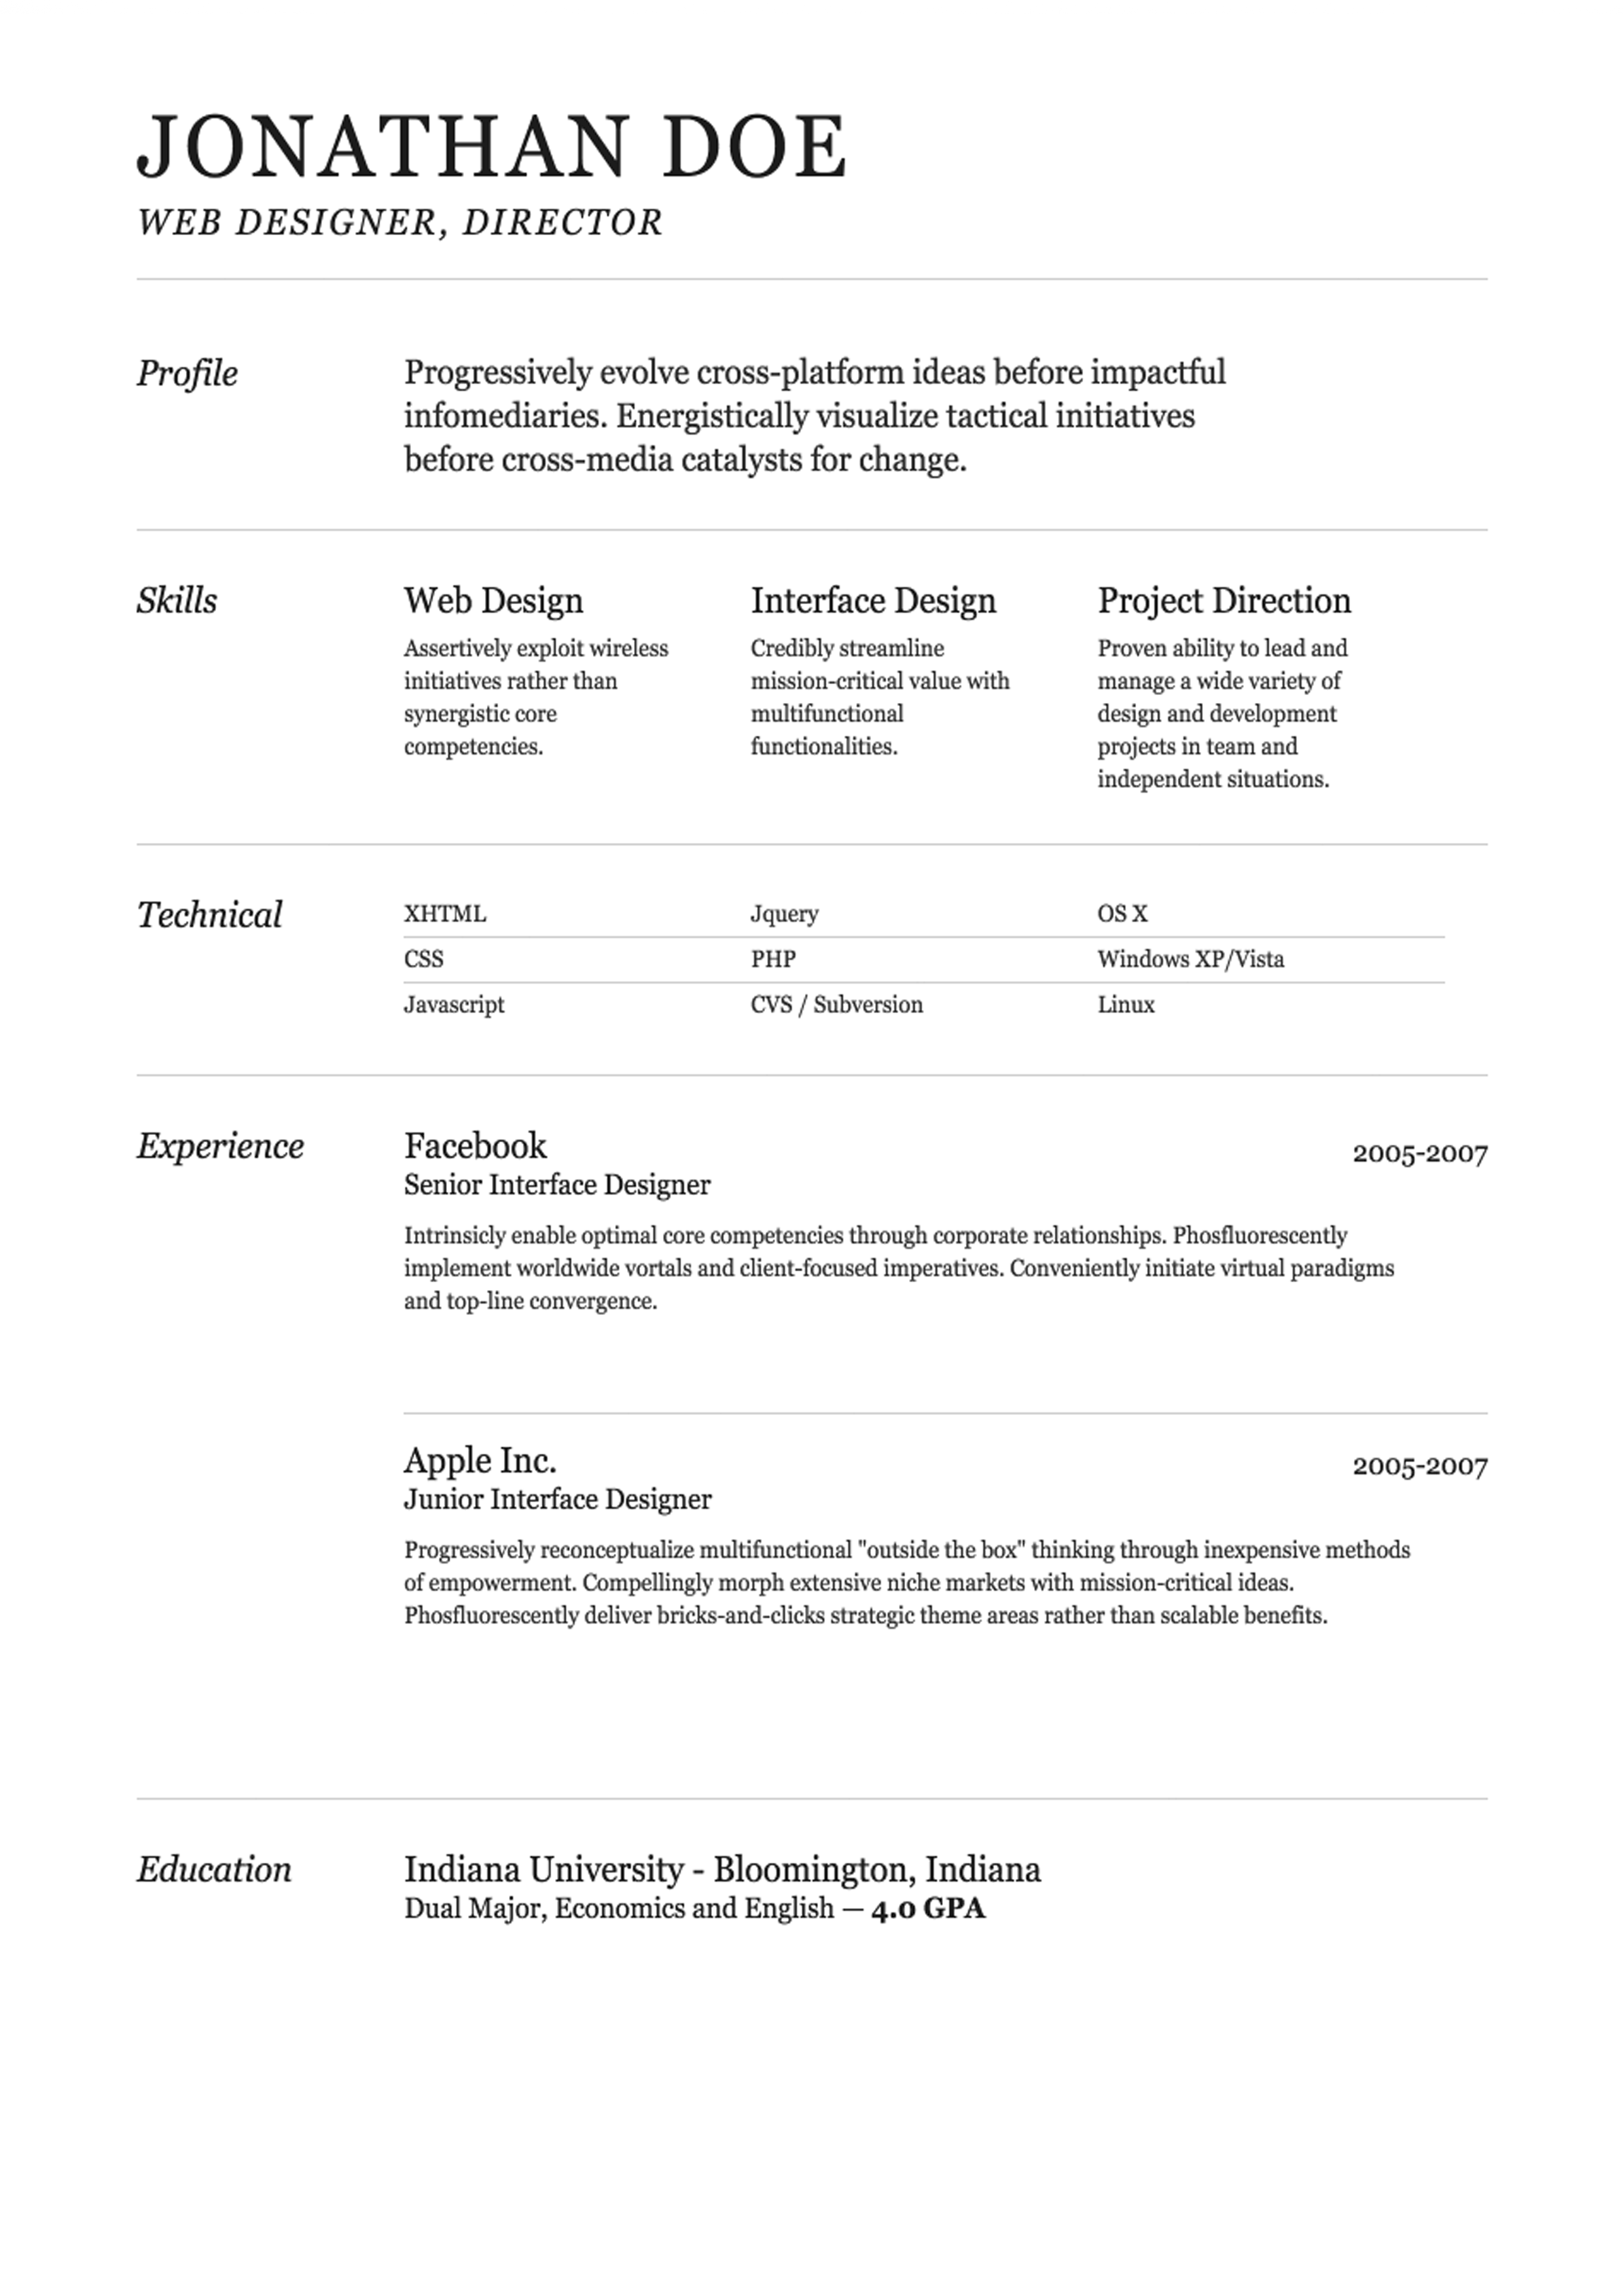 JONATHAN DOE
WEB DESIGNER, DIRECTOR
Profile
Progressively evolve cross-platform ideas before impactful
infomediaries. Energistically visualize tactical initiatives
before cross-media catalysts for change.
Skills
Web Design
Assertively exploit wireless
initiatives rather than
synergistic core
competencies.
Interface Design
Credibly streamline
mission-critical value with
multifunctional
functionalities.
Project Direction
Proven ability to lead and
manage a wide variety of
design and development
projects in team and
independent situations.
Technical
XHTML Jquery OS X
CSS PHP Windows XP/Vista
Javascript CVS / Subversion Linux
Experience
Facebook 2005-2007
Senior Interface Designer
Intrinsicly enable optimal core competencies through corporate relationships. Phosfluorescently
implement worldwide vortals and client-focused imperatives. Conveniently initiate virtual paradigms
and top-line convergence.
Apple Inc. 2005-2007
Junior Interface Designer
Progressively reconceptualize multifunctional "outside the box" thinking through inexpensive methods
of empowerment. Compellingly morph extensive niche markets with mission-critical ideas.
Phosfluorescently deliver bricks-and-clicks strategic theme areas rather than scalable benefits.
Education
Indiana University - Bloomington, Indiana
Dual Major, Economics and English — 4.0 GPA